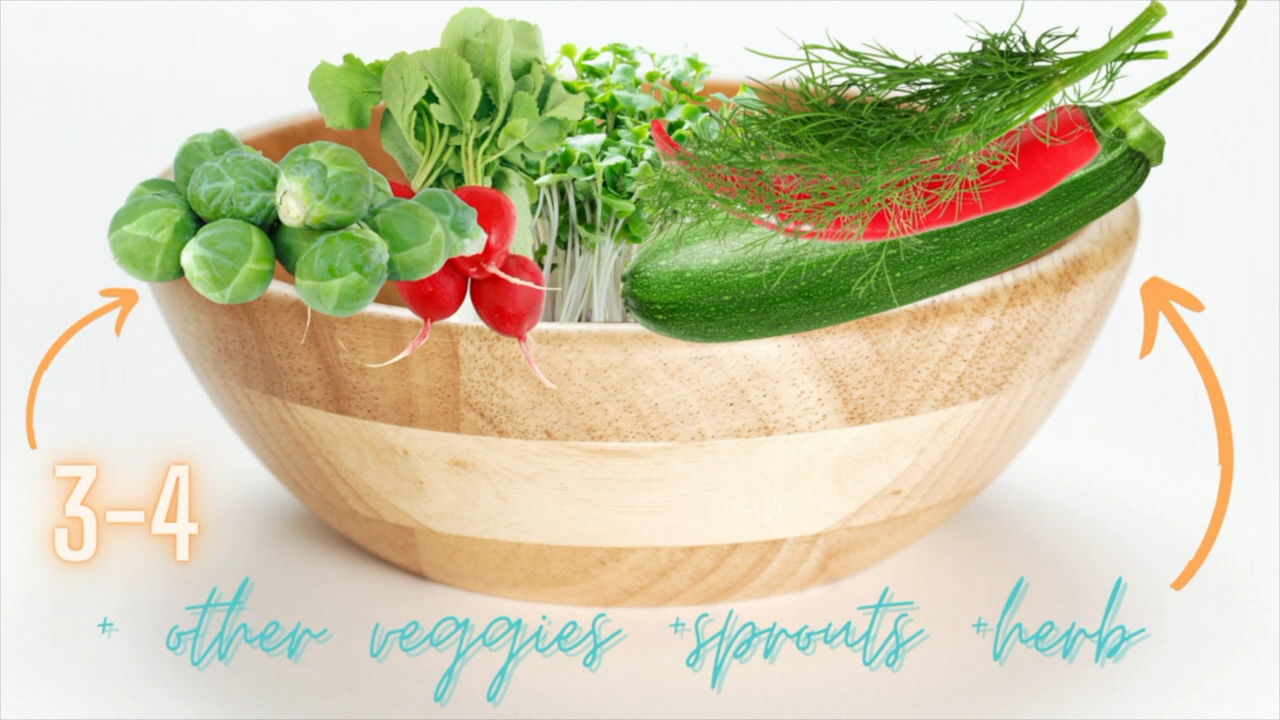 3-4
+ other veggies +sprouts +herb